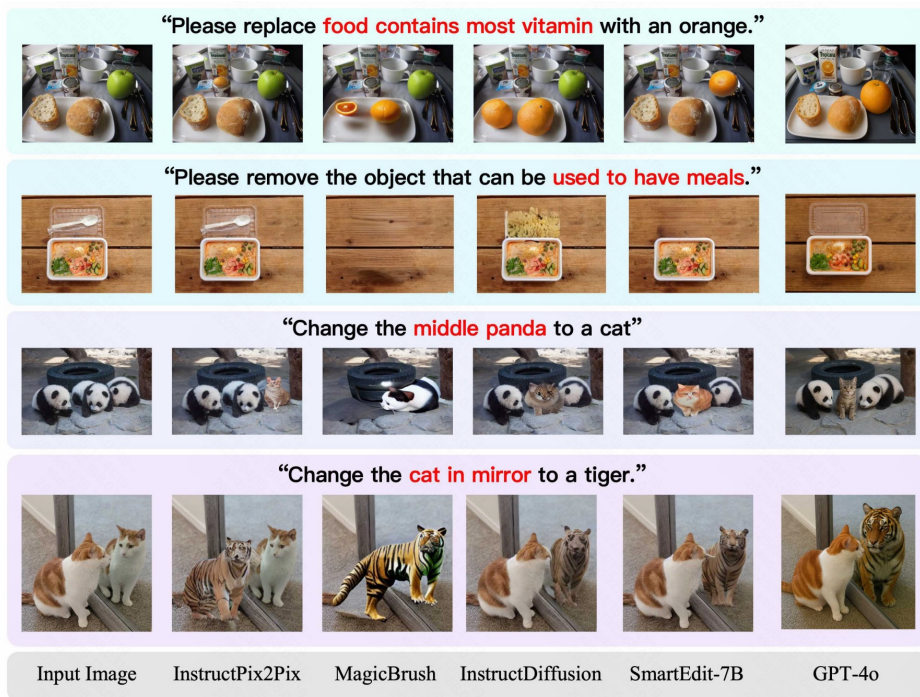 “Please replace food contains most vitamin with an orange.”
“Please remove the object that can be used to have meals.”
“Change the middle panda to a cat”
“Change the cat in mirror to a tiger.”
Input Image InstructPix2Pix MagicBrush InstructDiffusion SmartEdit-7B GPT-4o